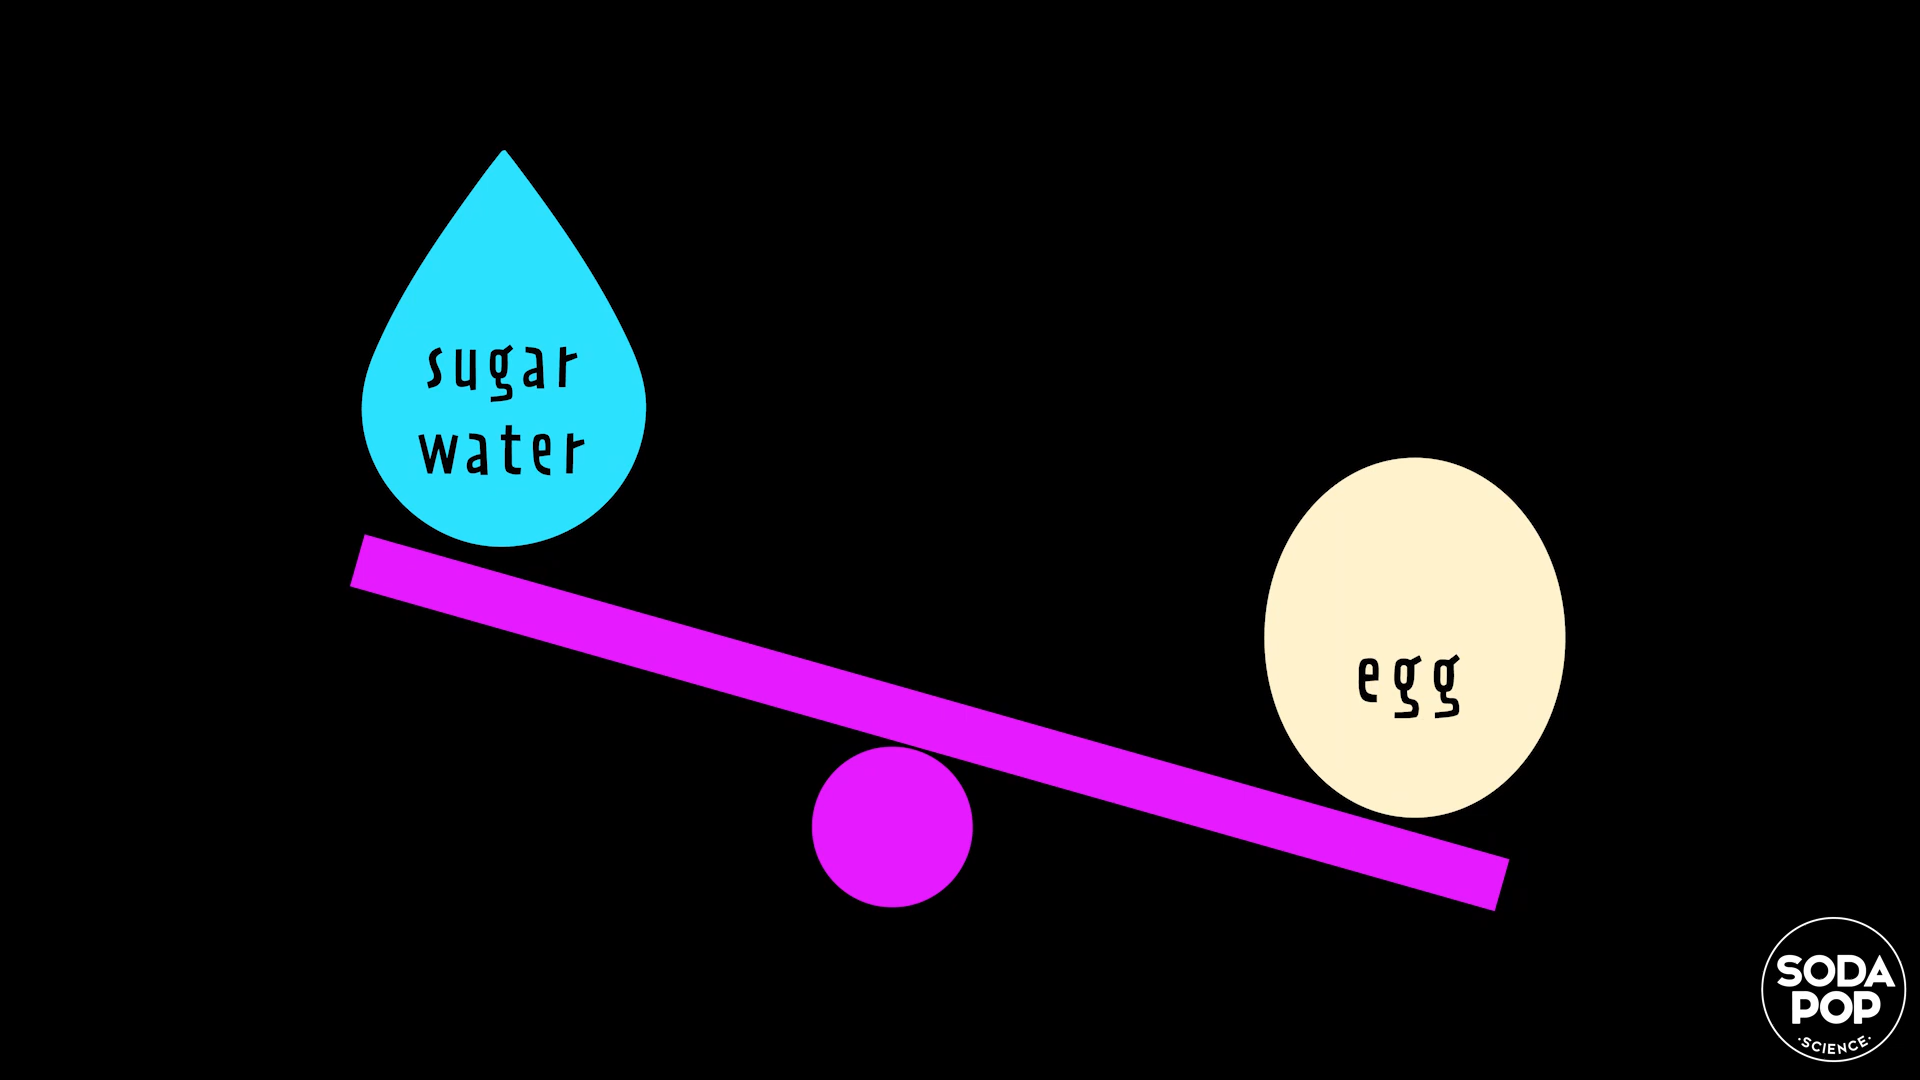 sugar
water
egg
SODA
POP
·SCIENCE·